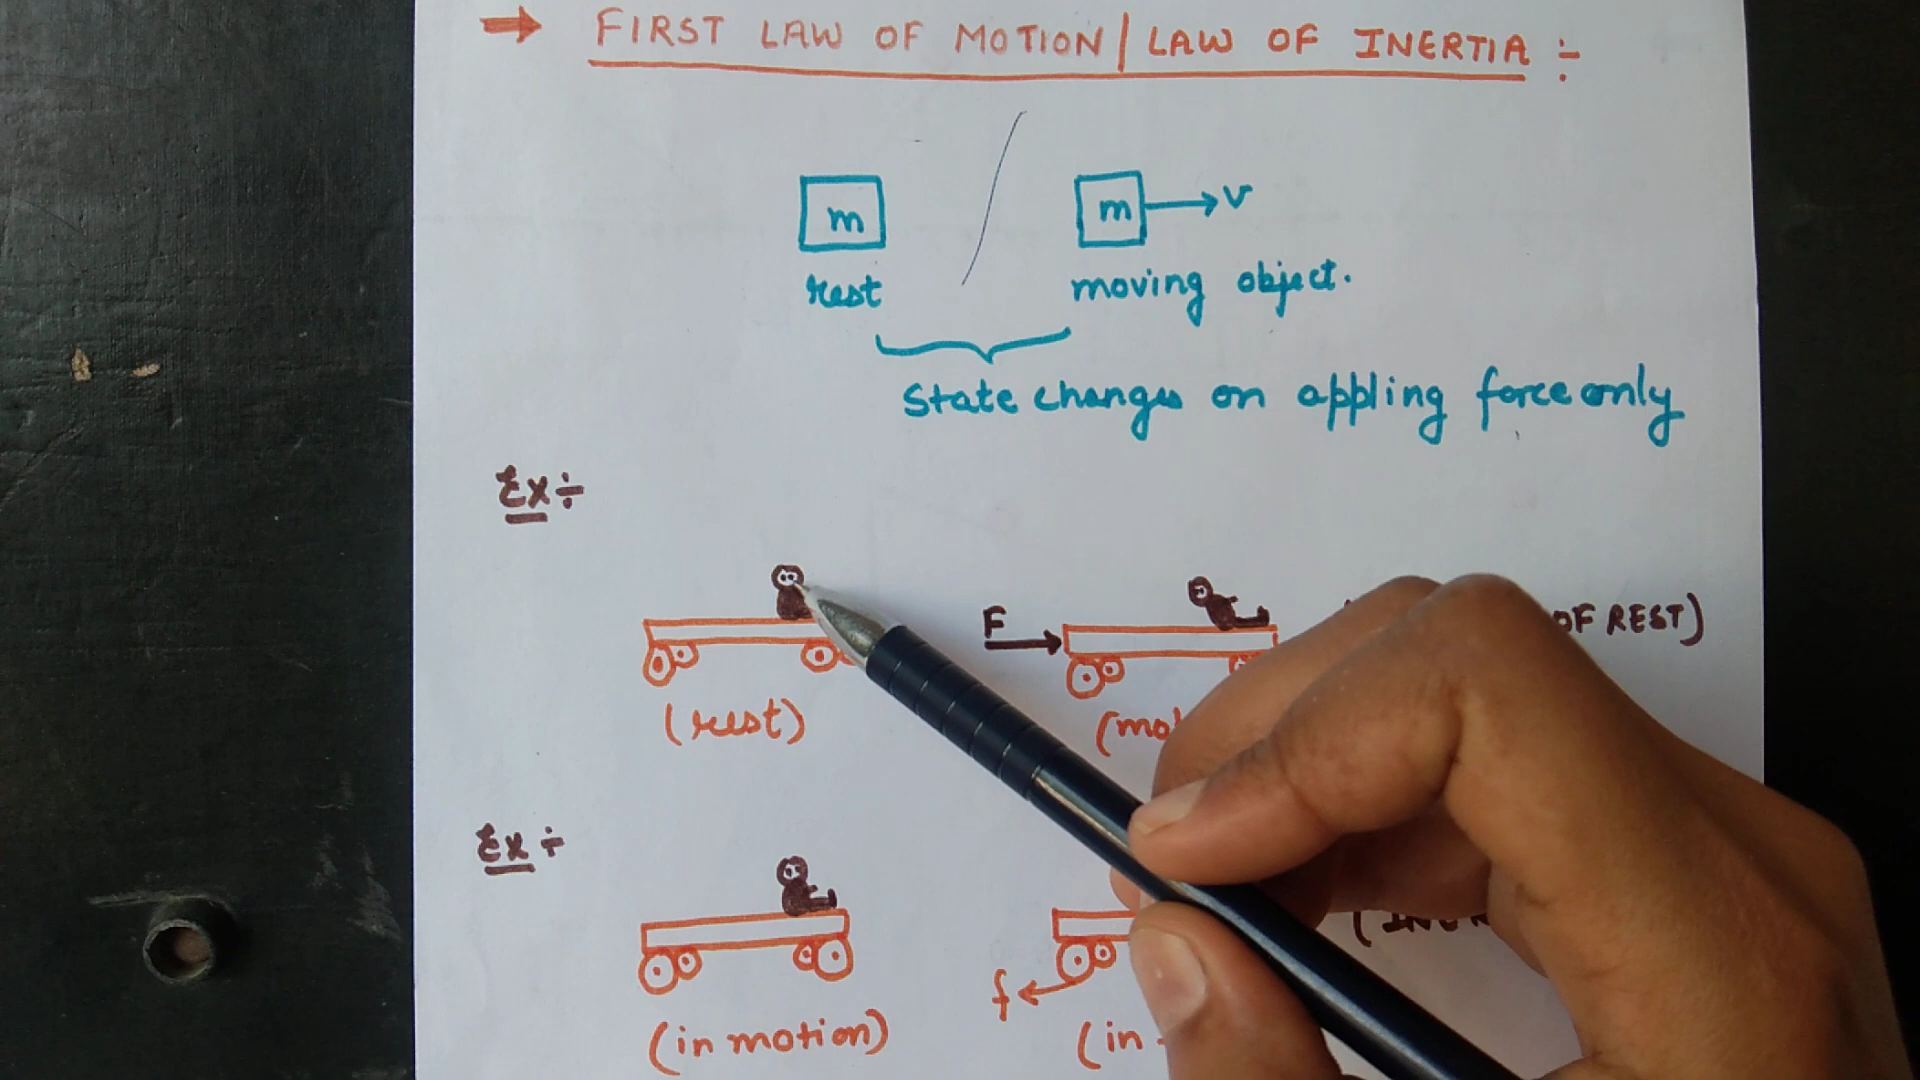 → FIRST LAW OF MOTION | LAW OF INERTIA :-
m m → v
rest moving object.
State changes on appling force only
Ex ÷
F OF REST)
(rest)
Ex ÷
f
(in motion) (in